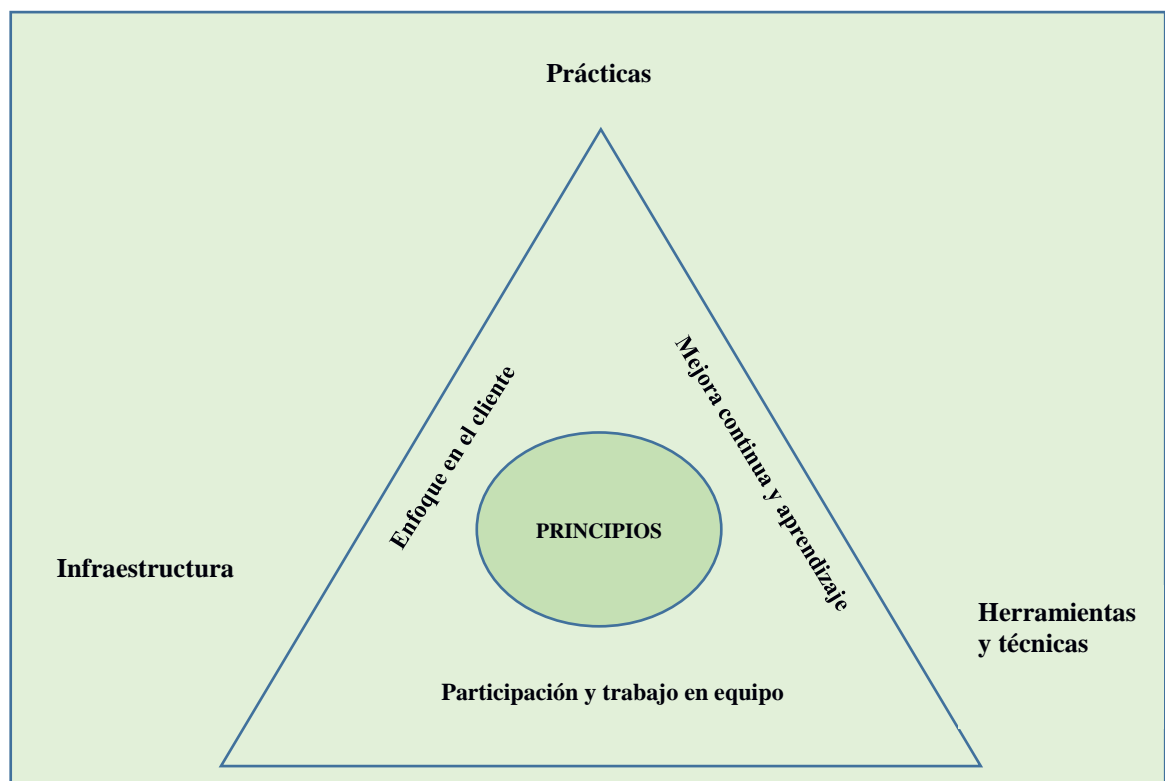 Prácticas
Enfoque en el cliente
Mejora continua y aprendizaje
PRINCIPIOS
Infraestructura
Herramientas
y técnicas
Participación y trabajo en equipo